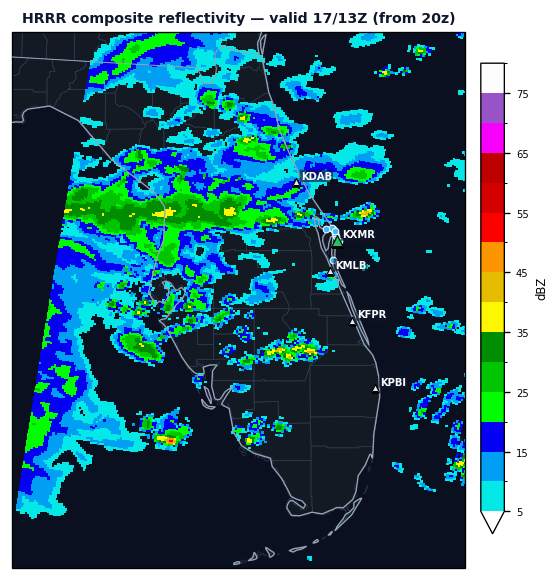 HRRR composite reflectivity — valid 17/13Z (from 20z)
KDAB
KXMR
KMLB
KFPR
KPBI
75
65
55
45
35
25
15
5
dBZ